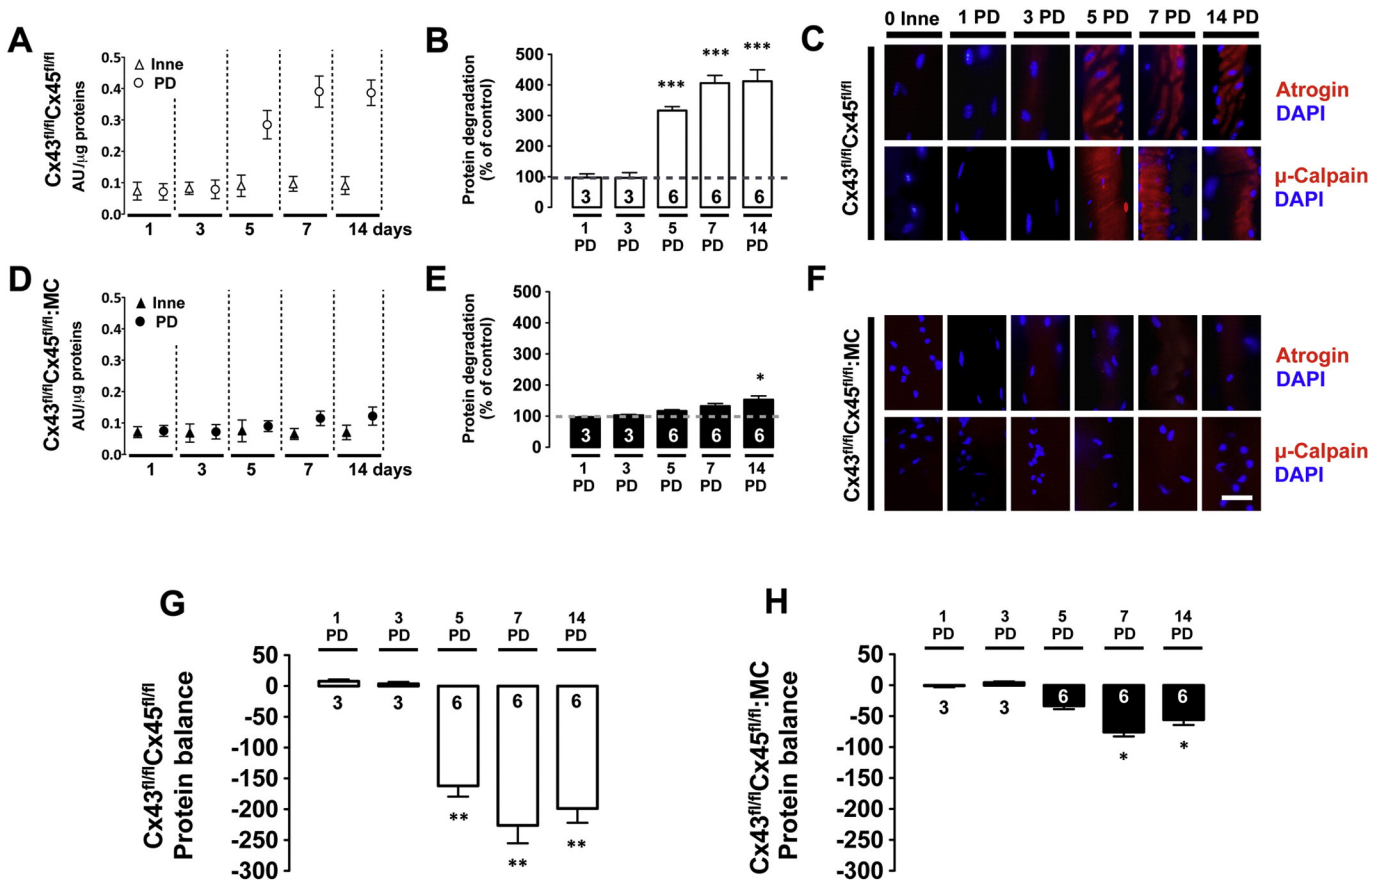 A
Cx43fl/flCx45fl/fl
AU/µg proteins
Inne
PD
0.5
0.4
0.3
0.2
0.1
0.0
1
3
5
7
14 days
B
Protein degradation
(% of control)
500
400
300
200
100
0
***
***
***
3
3
6
6
6
1
PD
3
PD
5
PD
7
PD
14
PD
C
Cx43fl/flCx45fl/fl
0 Inne
1 PD
3 PD
5 PD
7 PD
14 PD
Atrogin
DAPI
µ-Calpain
DAPI
D
Cx43fl/flCx45fl/fl:MC
AU/µg proteins
Inne
PD
0.5
0.4
0.3
0.2
0.1
0.0
1
3
5
7
14 days
E
Protein degradation
(% of control)
500
400
300
200
100
0
*
3
3
6
6
6
1
PD
3
PD
5
PD
7
PD
14
PD
F
Cx43fl/flCx45fl/fl:MC
Atrogin
DAPI
µ-Calpain
DAPI
G
Cx43fl/flCx45fl/fl
Protein balance
1
PD
3
PD
5
PD
7
PD
14
PD
50
0
-50
-100
-150
-200
-250
-300
3
3
6
6
6
**
**
**
H
Cx43fl/flCx45fl/fl:MC
Protein balance
1
PD
3
PD
5
PD
7
PD
14
PD
50
0
-50
-100
-150
-200
-250
-300
3
3
6
6
6
*
*